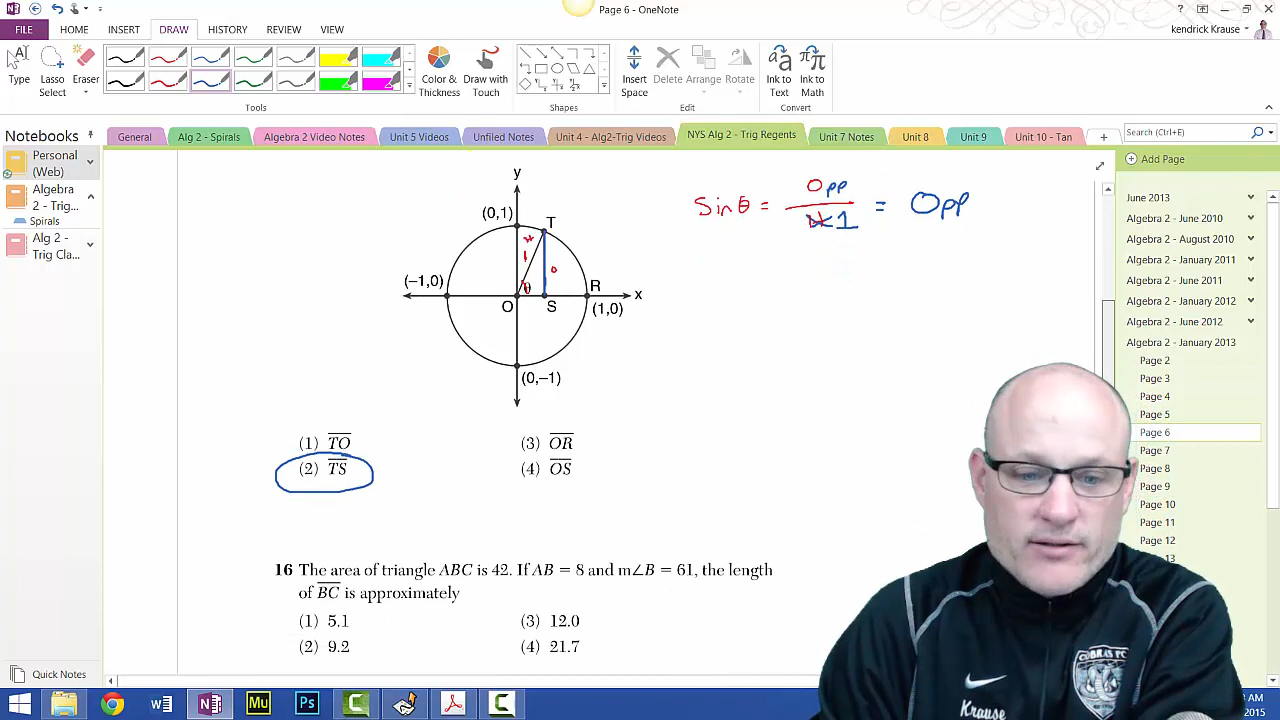 Page 6 - OneNote
FILE HOME INSERT DRAW HISTORY REVIEW VIEW
kendrick Krause
Type Lasso Select Eraser Color & Thickness Draw with Touch Insert Space Delete Arrange Rotate Ink to Text Ink to Math
Tools Shapes Edit Convert
Notebooks
General Alg 2 - Spirals Algebra 2 Video Notes Unit 5 Videos Unfiled Notes Unit 4 - Alg2-Trig Videos NYS Alg 2 - Trig Regents Unit 7 Notes Unit 8 Unit 9 Unit 10 - Tan
Search (Ctrl+E)
Personal (Web)
Algebra 2 Notebook
Spirals
Alg 2 - Trig Cla...
Quick Notes
y
(0,1) T
(−1,0) R
x
θ
O S (1,0)
(0,−1)
Sin θ = Opp / 1 = Opp
(1) TO (3) OR
(2) TS (4) OS
16 The area of triangle ABC is 42. If AB = 8 and m∠B = 61, the length
of BC is approximately
(1) 5.1 (3) 12.0
(2) 9.2 (4) 21.7
Add Page
June 2013
Algebra 2 - June 2010
Algebra 2 - August 2010
Algebra 2 - June 2011
Algebra 2 - January 2012
Algebra 2 - June 2012
Algebra 2 - January 2013
Page 2
Page 3
Page 4
Page 5
Page 6
Page 7
Page 8
Page 9
Page 10
Page 11
Page 12
13
COBRAS FC
Krause
Mu Ps
AM
2015